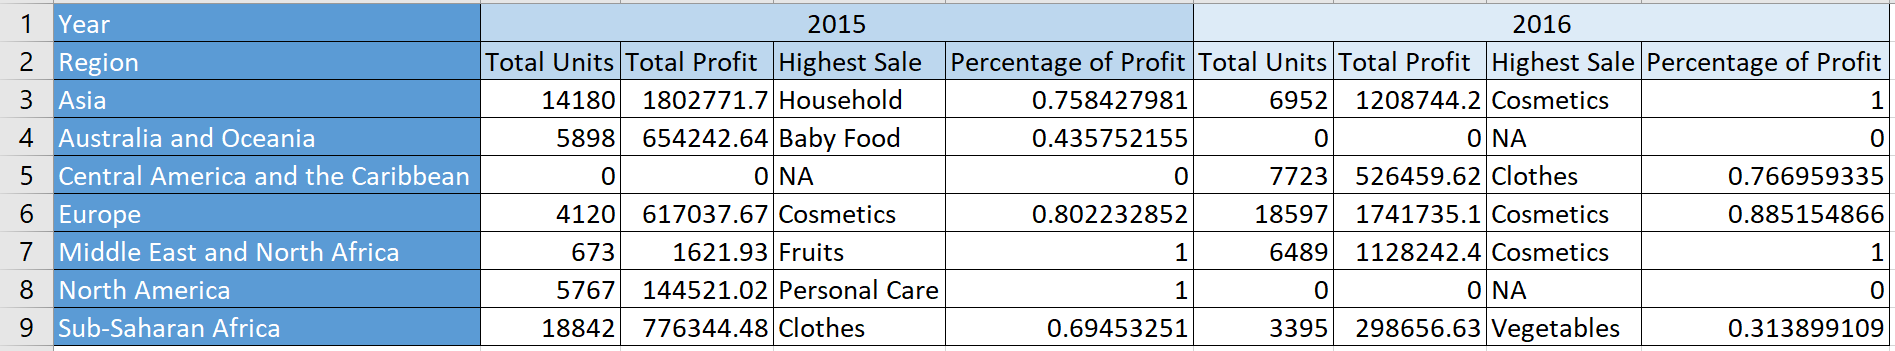 1 Year 2015 2016
2 Region Total Units Total Profit Highest Sale Percentage of Profit Total Units Total Profit Highest Sale Percentage of Profit
3 Asia 14180 1802771.7 Household 0.758427981 6952 1208744.2 Cosmetics 1
4 Australia and Oceania 5898 654242.64 Baby Food 0.435752155 0 0 NA 0
5 Central America and the Caribbean 0 0 NA 0 7723 526459.62 Clothes 0.766959335
6 Europe 4120 617037.67 Cosmetics 0.802232852 18597 1741735.1 Cosmetics 0.885154866
7 Middle East and North Africa 673 1621.93 Fruits 1 6489 1128242.4 Cosmetics 1
8 North America 5767 144521.02 Personal Care 1 0 0 NA 0
9 Sub-Saharan Africa 18842 776344.48 Clothes 0.69453251 3395 298656.63 Vegetables 0.313899109